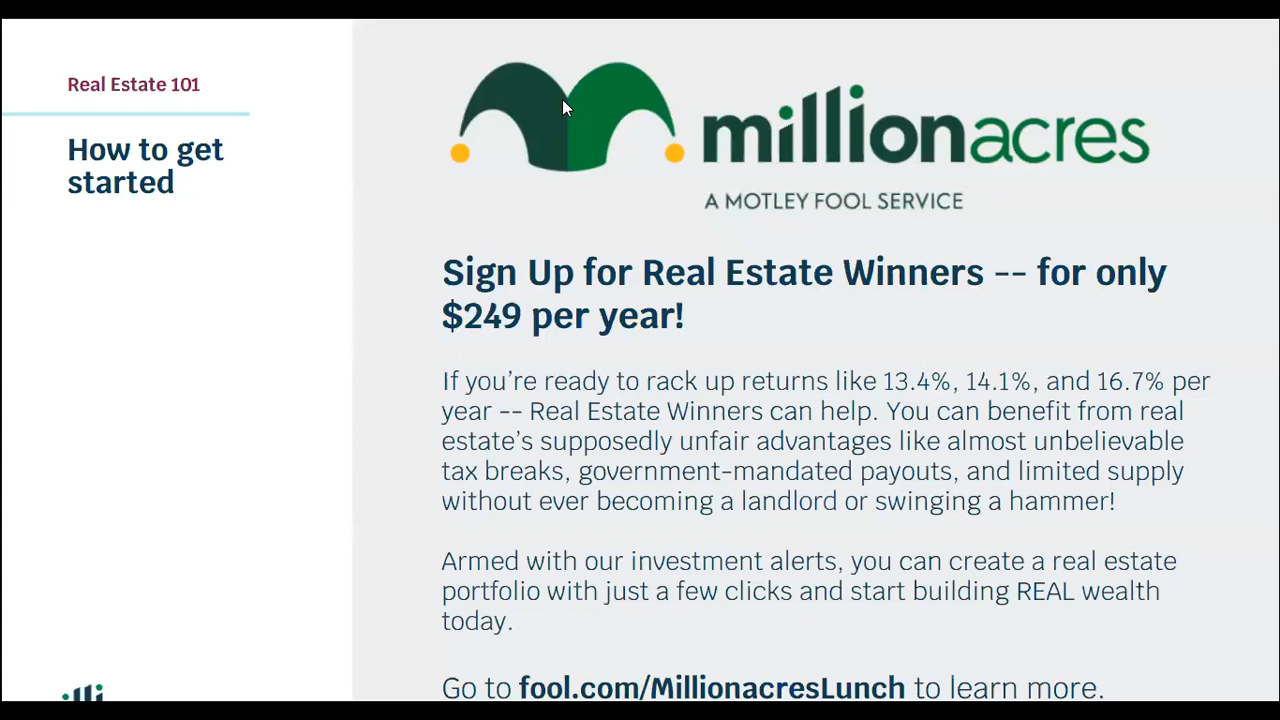 Real Estate 101
How to get
started
millionacres
A MOTLEY FOOL SERVICE
Sign Up for Real Estate Winners -- for only
$249 per year!
If you’re ready to rack up returns like 13.4%, 14.1%, and 16.7% per
year -- Real Estate Winners can help. You can benefit from real
estate’s supposedly unfair advantages like almost unbelievable
tax breaks, government-mandated payouts, and limited supply
without ever becoming a landlord or swinging a hammer!
Armed with our investment alerts, you can create a real estate
portfolio with just a few clicks and start building REAL wealth
today.
Go to fool.com/MillionacresLunch to learn more.